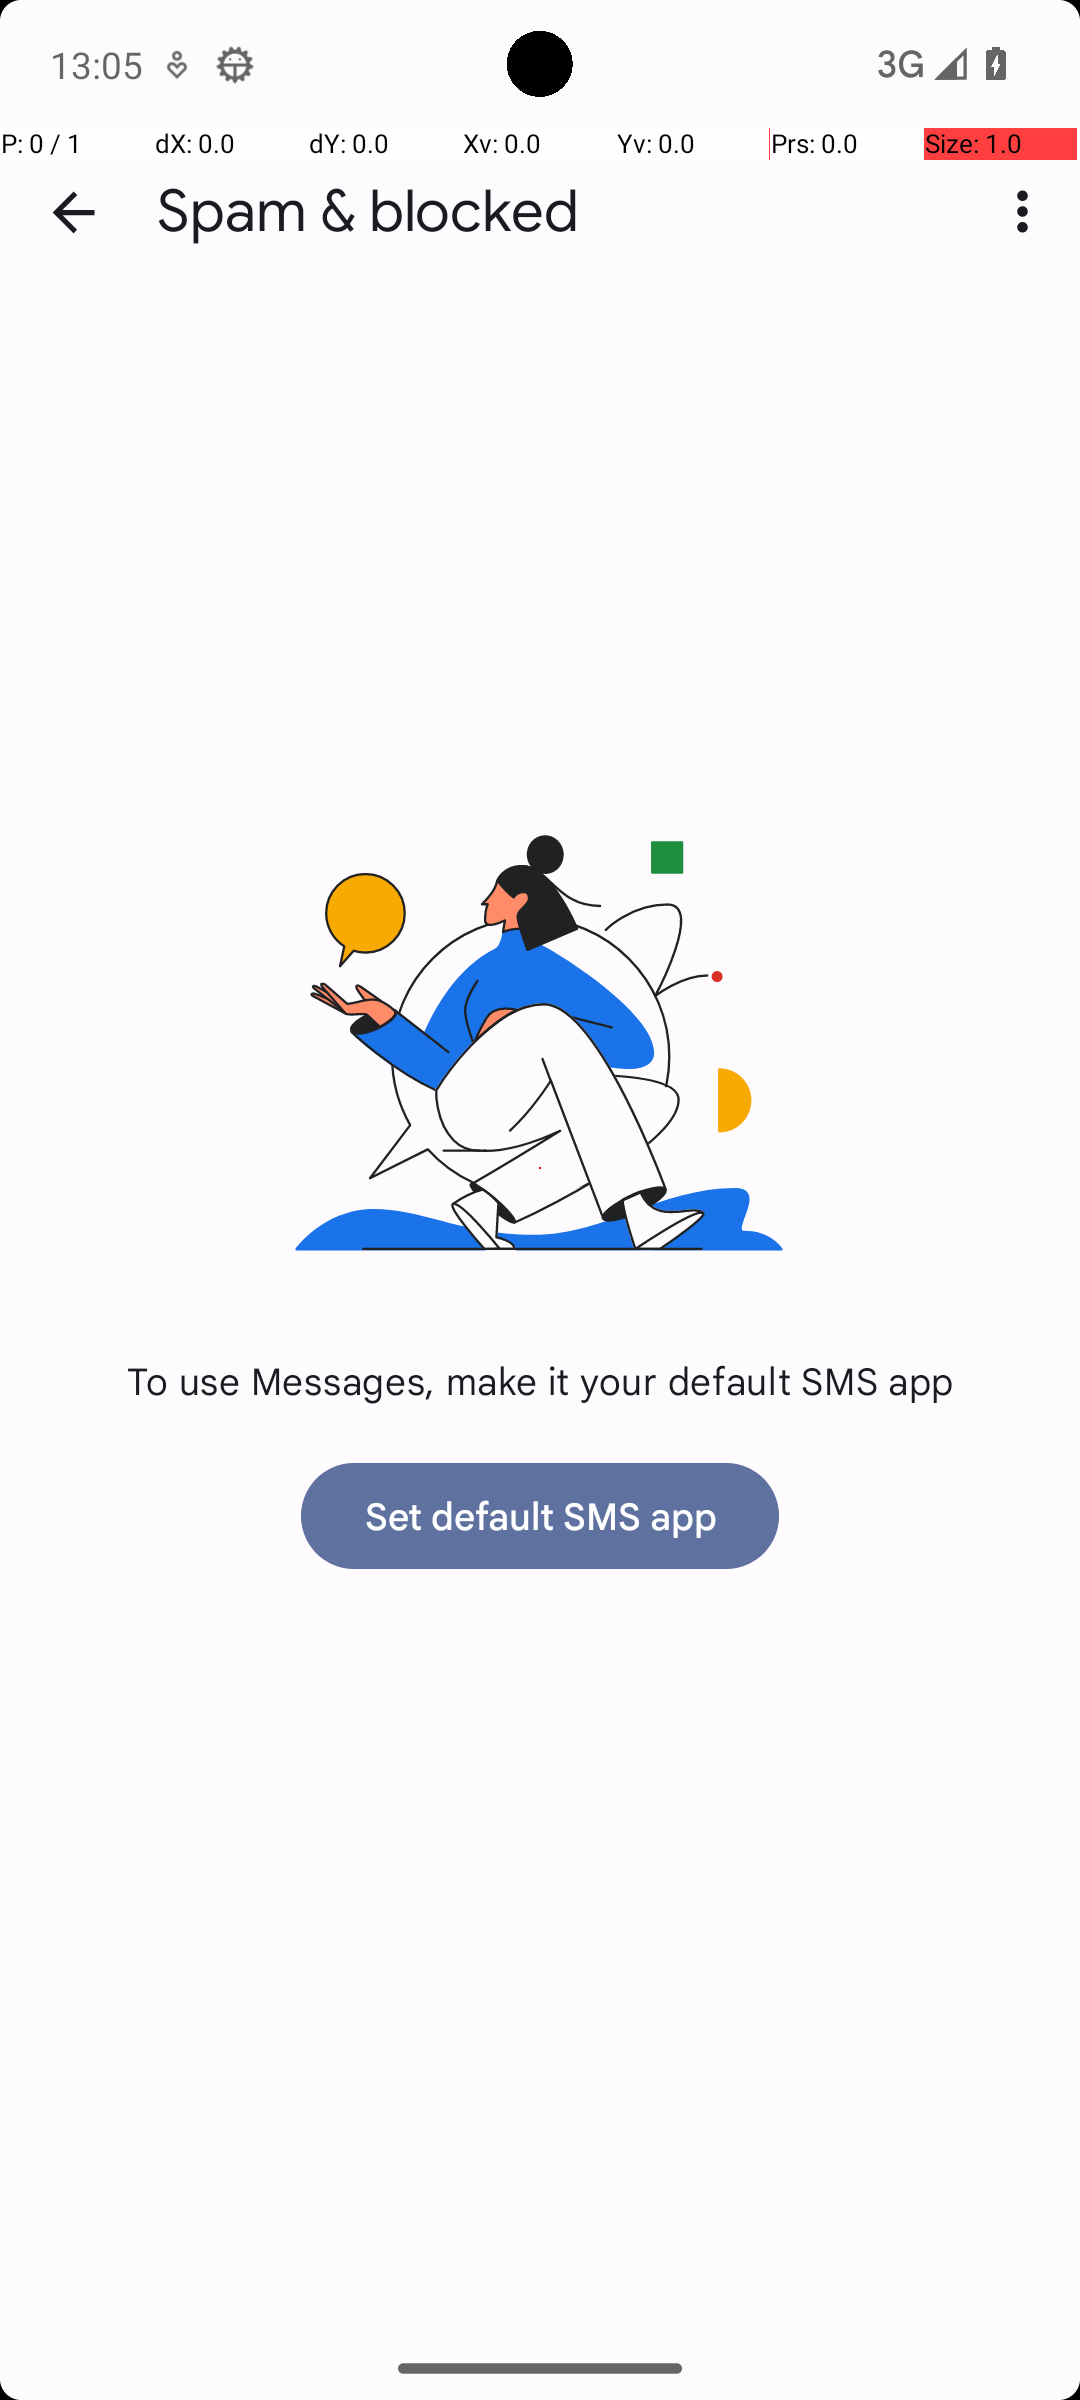 13:05
3G
P: 0 / 1 dX: 0.0 dY: 0.0 Xv: 0.0 Yv: 0.0 Prs: 0.0 Size: 1.0
Spam & blocked
To use Messages, make it your default SMS app
Set default SMS app